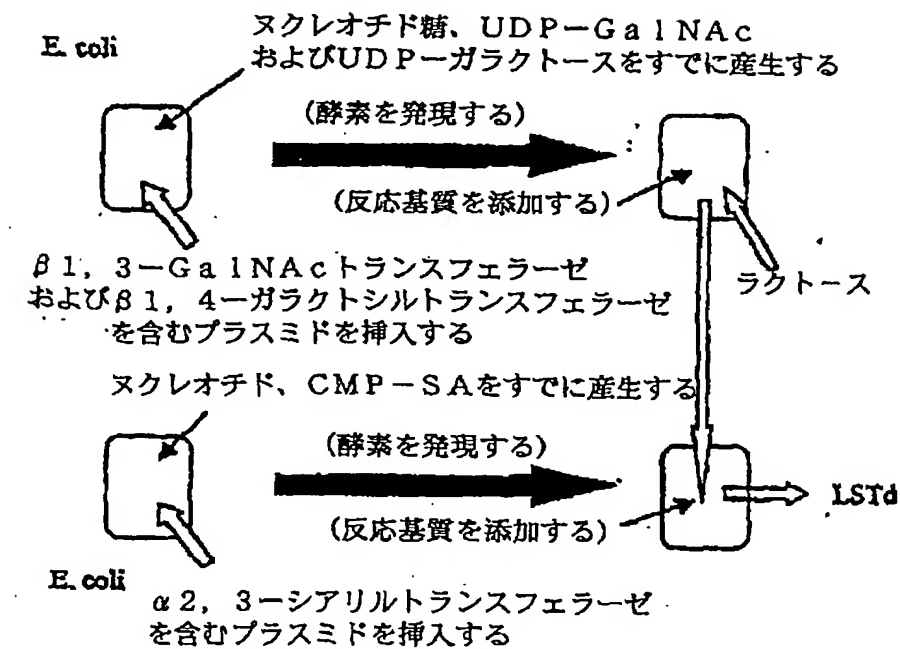 E. coli
ヌクレオチド糖、UDP－GalNAc
およびUDP－ガラクトースをすでに産生する
(酵素を発現する)
(反応基質を添加する)
ラクトース
β1，3－GalNAcトランスフェラーゼ
およびβ1，4－ガラクトシルトランスフェラーゼ
を含むプラスミドを挿入する
ヌクレオチド、CMP－SAをすでに産生する
(酵素を発現する)
(反応基質を添加する)
LSTd
E. coli
α2，3－シアリルトランスフェラーゼ
を含むプラスミドを挿入する